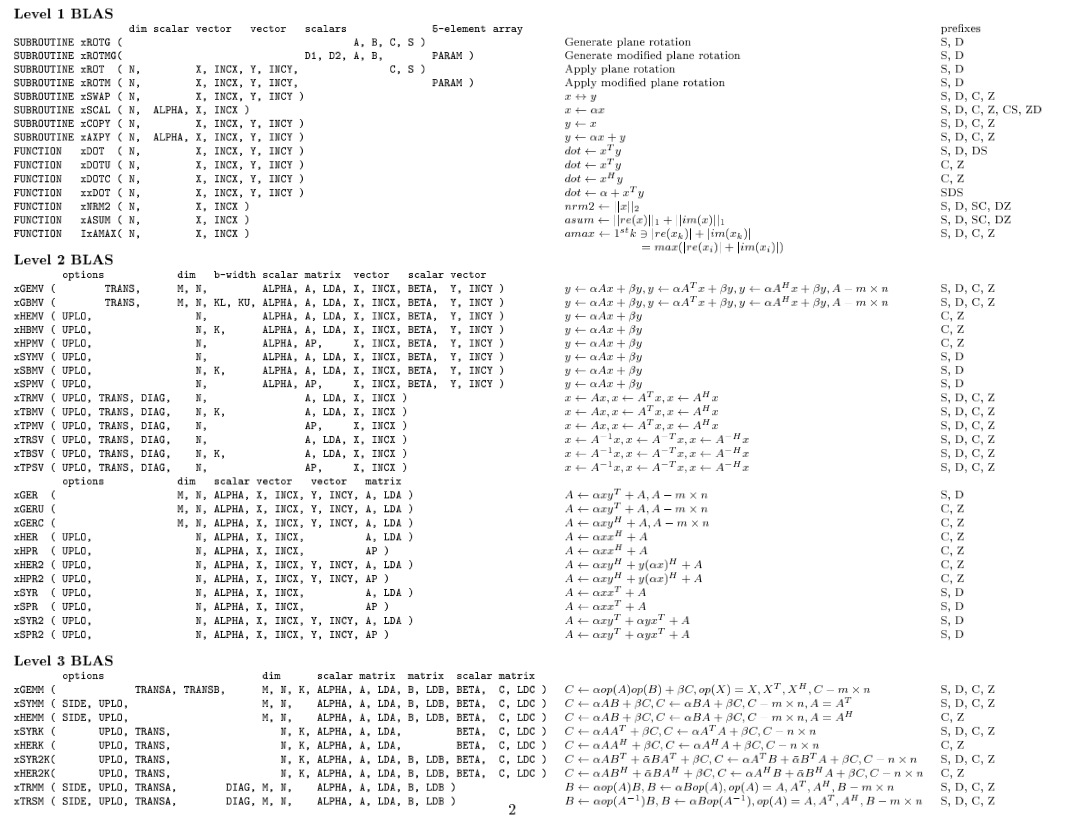 Level 1 BLAS
dim scalar vector vector scalars 5-element array prefixes
SUBROUTINE xROTG ( A, B, C, S ) Generate plane rotation S, D
SUBROUTINE xROTMG( D1, D2, A, B, PARAM ) Generate modified plane rotation S, D
SUBROUTINE xROT ( N, X, INCX, Y, INCY, C, S ) Apply plane rotation S, D
SUBROUTINE xROTM ( N, X, INCX, Y, INCY, PARAM ) Apply modified plane rotation S, D
SUBROUTINE xSWAP ( N, X, INCX, Y, INCY ) x ↔ y S, D, C, Z
SUBROUTINE xSCAL ( N, ALPHA, X, INCX ) x ← αx S, D, C, Z, CS, ZD
SUBROUTINE xCOPY ( N, X, INCX, Y, INCY ) y ← x S, D, C, Z
SUBROUTINE xAXPY ( N, ALPHA, X, INCX, Y, INCY ) y ← αx + y S, D, C, Z
FUNCTION xDOT ( N, X, INCX, Y, INCY ) dot ← x^T y S, D, DS
FUNCTION xDOTU ( N, X, INCX, Y, INCY ) dot ← x^T y C, Z
FUNCTION xDOTC ( N, X, INCX, Y, INCY ) dot ← x^H y C, Z
FUNCTION xxDOT ( N, X, INCX, Y, INCY ) dot ← α + x^T y SDS
FUNCTION xNRM2 ( N, X, INCX ) nrm2 ← ||x||_2 S, D, SC, DZ
FUNCTION xASUM ( N, X, INCX ) asum ← ||re(x)||_1 + ||im(x)||_1 S, D, SC, DZ
FUNCTION IxAMAX( N, X, INCX ) amax ← 1^st k ∋ |re(x_k)| + |im(x_k)| S, D, C, Z
= max(|re(x_i)| + |im(x_i)|)
Level 2 BLAS
options dim b-width scalar matrix vector scalar vector
xGEMV ( TRANS, M, N, ALPHA, A, LDA, X, INCX, BETA, Y, INCY ) y ← αAx + βy, y ← αA^T x + βy, y ← αA^H x + βy, A − m × n S, D, C, Z
xGBMV ( TRANS, M, N, KL, KU, ALPHA, A, LDA, X, INCX, BETA, Y, INCY ) y ← αAx + βy, y ← αA^T x + βy, y ← αA^H x + βy, A − m × n S, D, C, Z
xHEMV ( UPLO, N, ALPHA, A, LDA, X, INCX, BETA, Y, INCY ) y ← αAx + βy C, Z
xHBMV ( UPLO, N, K, ALPHA, A, LDA, X, INCX, BETA, Y, INCY ) y ← αAx + βy C, Z
xHPMV ( UPLO, N, ALPHA, AP, X, INCX, BETA, Y, INCY ) y ← αAx + βy C, Z
xSYMV ( UPLO, N, ALPHA, A, LDA, X, INCX, BETA, Y, INCY ) y ← αAx + βy S, D
xSBMV ( UPLO, N, K, ALPHA, A, LDA, X, INCX, BETA, Y, INCY ) y ← αAx + βy S, D
xSPMV ( UPLO, N, ALPHA, AP, X, INCX, BETA, Y, INCY ) y ← αAx + βy S, D
xTRMV ( UPLO, TRANS, DIAG, N, A, LDA, X, INCX ) x ← Ax, x ← A^T x, x ← A^H x S, D, C, Z
xTBMV ( UPLO, TRANS, DIAG, N, K, A, LDA, X, INCX ) x ← Ax, x ← A^T x, x ← A^H x S, D, C, Z
xTPMV ( UPLO, TRANS, DIAG, N, AP, X, INCX ) x ← Ax, x ← A^T x, x ← A^H x S, D, C, Z
xTRSV ( UPLO, TRANS, DIAG, N, A, LDA, X, INCX ) x ← A^−1 x, x ← A^−T x, x ← A^−H x S, D, C, Z
xTBSV ( UPLO, TRANS, DIAG, N, K, A, LDA, X, INCX ) x ← A^−1 x, x ← A^−T x, x ← A^−H x S, D, C, Z
xTPSV ( UPLO, TRANS, DIAG, N, AP, X, INCX ) x ← A^−1 x, x ← A^−T x, x ← A^−H x S, D, C, Z
options dim scalar vector vector matrix
xGER ( M, N, ALPHA, X, INCX, Y, INCY, A, LDA ) A ← αxy^T + A, A − m × n S, D
xGERU ( M, N, ALPHA, X, INCX, Y, INCY, A, LDA ) A ← αxy^T + A, A − m × n C, Z
xGERC ( M, N, ALPHA, X, INCX, Y, INCY, A, LDA ) A ← αxy^H + A, A − m × n C, Z
xHER ( UPLO, N, ALPHA, X, INCX, A, LDA ) A ← αxx^H + A C, Z
xHPR ( UPLO, N, ALPHA, X, INCX, AP ) A ← αxx^H + A C, Z
xHER2 ( UPLO, N, ALPHA, X, INCX, Y, INCY, A, LDA ) A ← αxy^H + y(αx)^H + A C, Z
xHPR2 ( UPLO, N, ALPHA, X, INCX, Y, INCY, AP ) A ← αxy^H + y(αx)^H + A C, Z
xSYR ( UPLO, N, ALPHA, X, INCX, A, LDA ) A ← αxx^T + A S, D
xSPR ( UPLO, N, ALPHA, X, INCX, AP ) A ← αxx^T + A S, D
xSYR2 ( UPLO, N, ALPHA, X, INCX, Y, INCY, A, LDA ) A ← αxy^T + αyx^T + A S, D
xSPR2 ( UPLO, N, ALPHA, X, INCX, Y, INCY, AP ) A ← αxy^T + αyx^T + A S, D
Level 3 BLAS
options dim scalar matrix matrix scalar matrix
xGEMM ( TRANSA, TRANSB, M, N, K, ALPHA, A, LDA, B, LDB, BETA, C, LDC ) C ← αop(A)op(B) + βC, op(X) = X, X^T, X^H, C − m × n S, D, C, Z
xSYMM ( SIDE, UPLO, M, N, ALPHA, A, LDA, B, LDB, BETA, C, LDC ) C ← αAB + βC, C ← αBA + βC, C − m × n, A = A^T S, D, C, Z
xHEMM ( SIDE, UPLO, M, N, ALPHA, A, LDA, B, LDB, BETA, C, LDC ) C ← αAB + βC, C ← αBA + βC, C − m × n, A = A^H C, Z
xSYRK ( UPLO, TRANS, N, K, ALPHA, A, LDA, BETA, C, LDC ) C ← αAA^T + βC, C ← αA^T A + βC, C − n × n S, D, C, Z
xHERK ( UPLO, TRANS, N, K, ALPHA, A, LDA, BETA, C, LDC ) C ← αAA^H + βC, C ← αA^H A + βC, C − n × n C, Z
xSYR2K( UPLO, TRANS, N, K, ALPHA, A, LDA, B, LDB, BETA, C, LDC ) C ← αAB^T + ᾱBA^T + βC, C ← αA^T B + ᾱB^T A + βC, C − n × n S, D, C, Z
xHER2K( UPLO, TRANS, N, K, ALPHA, A, LDA, B, LDB, BETA, C, LDC ) C ← αAB^H + ᾱBA^H + βC, C ← αA^H B + ᾱB^H A + βC, C − n × n C, Z
xTRMM ( SIDE, UPLO, TRANSA, DIAG, M, N, ALPHA, A, LDA, B, LDB ) B ← αop(A)B, B ← αBop(A), op(A) = A, A^T, A^H, B − m × n S, D, C, Z
xTRSM ( SIDE, UPLO, TRANSA, DIAG, M, N, ALPHA, A, LDA, B, LDB ) B ← αop(A^−1)B, B ← αBop(A^−1), op(A) = A, A^T, A^H, B − m × n S, D, C, Z
2